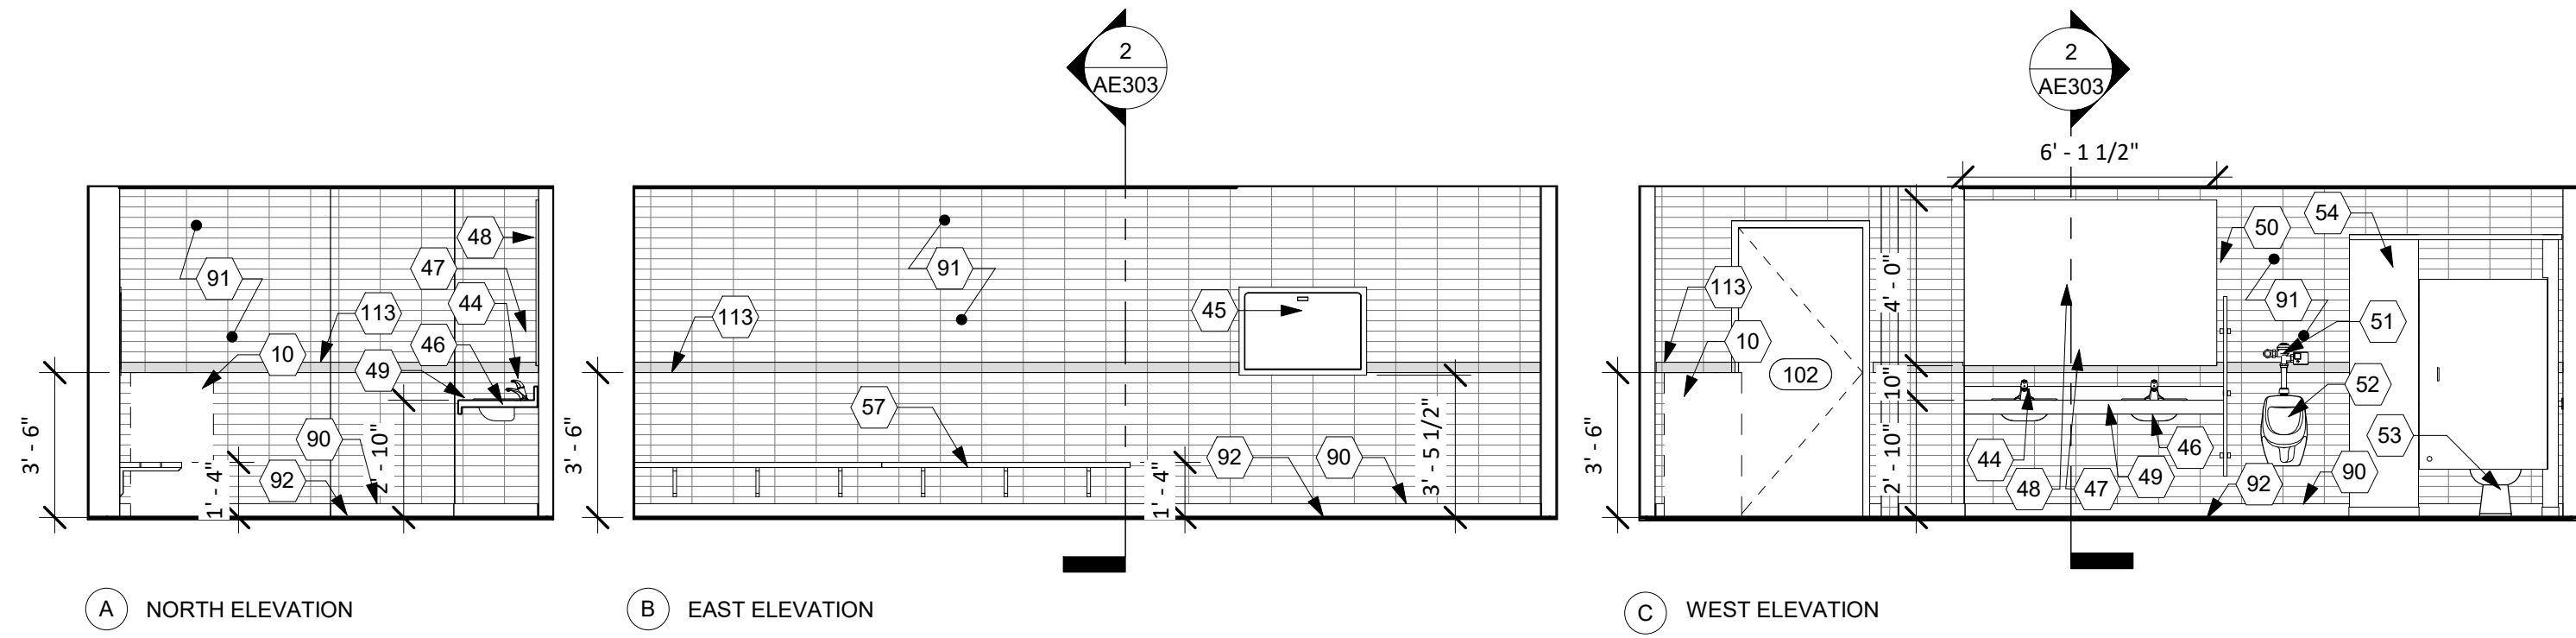 2
AE303
2
AE303
6' - 1 1/2"
48
47
44
91
113
46
10
49
90
92
3' - 6"
1' - 4"
2' - 10"
A NORTH ELEVATION
91
113
45
57
92
90
3' - 6"
1' - 4"
3' - 5 1/2"
B EAST ELEVATION
54
50
113
91
51
10
102
52
53
46
44
49
48
47
92
90
3' - 6"
4' - 0"
10"
2' - 10"
C WEST ELEVATION